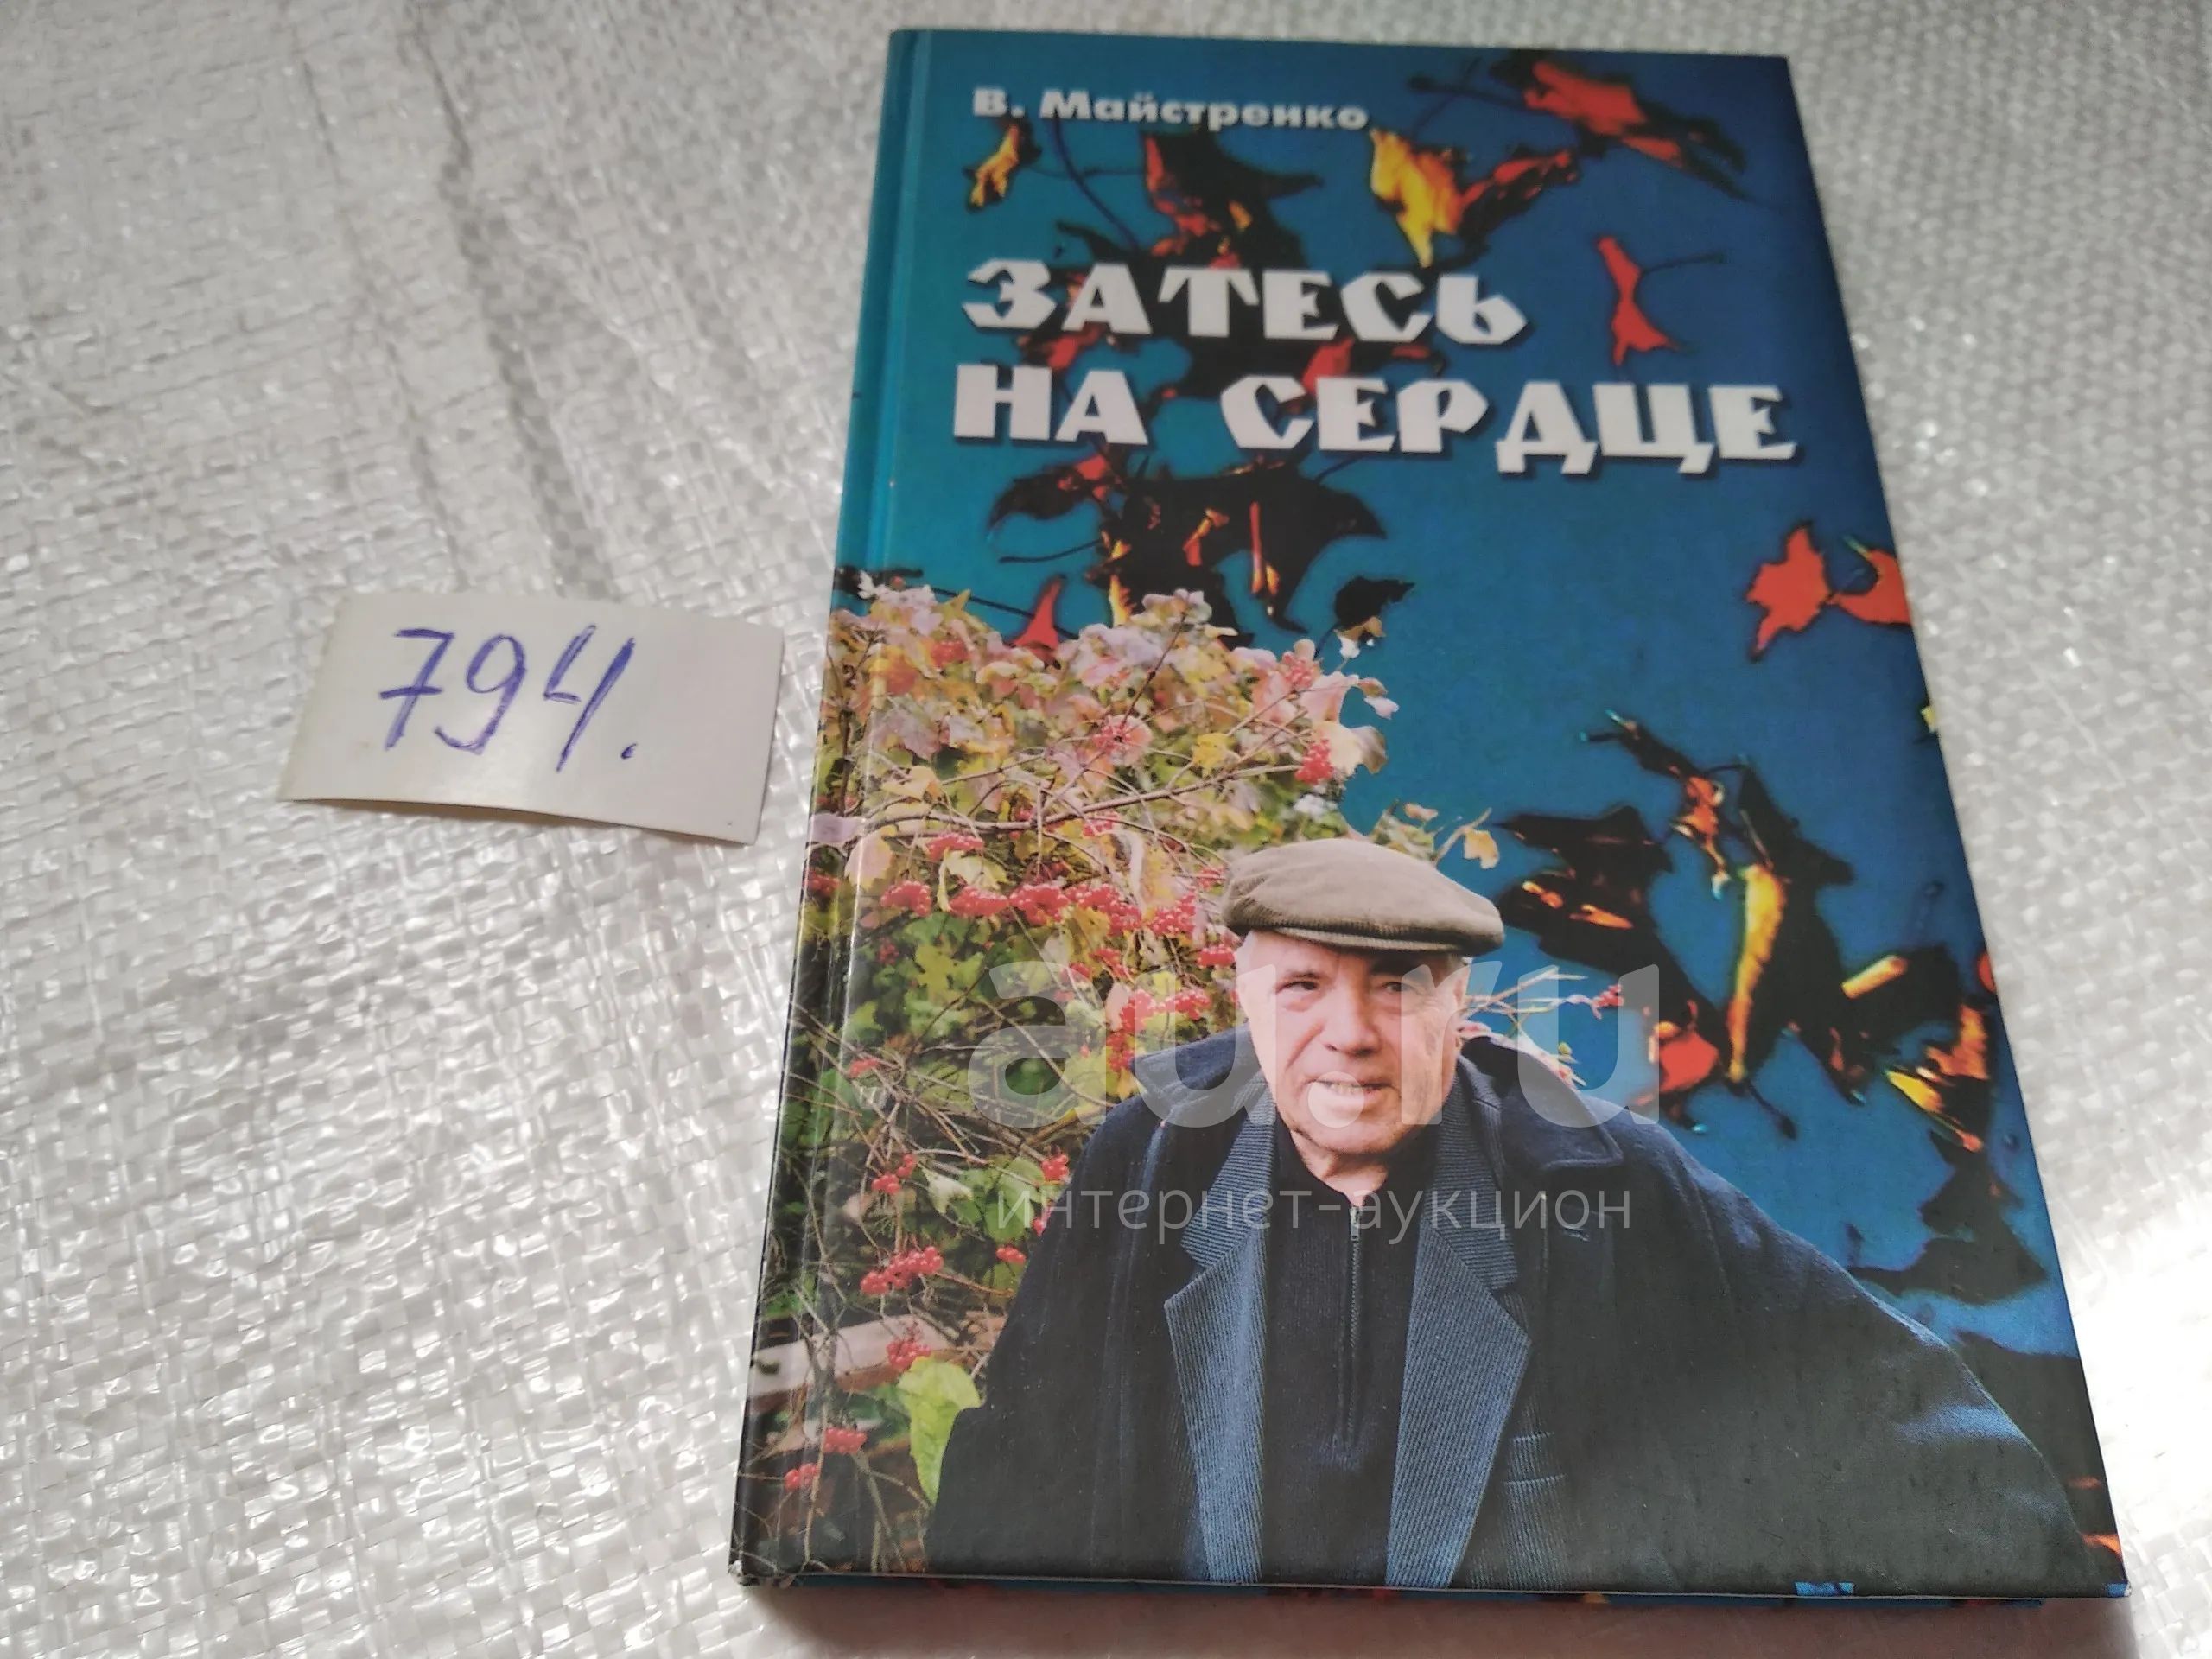 В. Майстренко
ЗАТЕСЬ
НА СЕРДЦЕ
794.
au.ru
интернет-аукцион